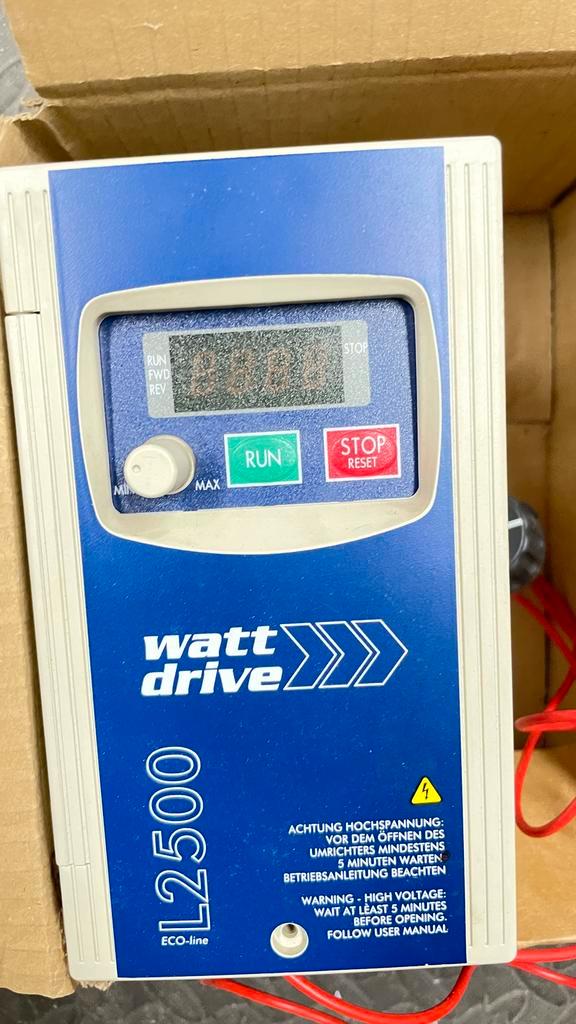 RUN
FWD
REV
STOP
MAX
RUN
STOP
RESET
watt
drive
L2500
ECO-line
ACHTUNG HOCHSPANNUNG:
VOR DEM ÖFFNEN DES
UMRICHTERS MINDESTENS
5 MINUTEN WARTEN
BETRIEBSANLEITUNG BEACHTEN
WARNING - HIGH VOLTAGE:
WAIT AT LEAST 5 MINUTES
BEFORE OPENING.
FOLLOW USER MANUAL